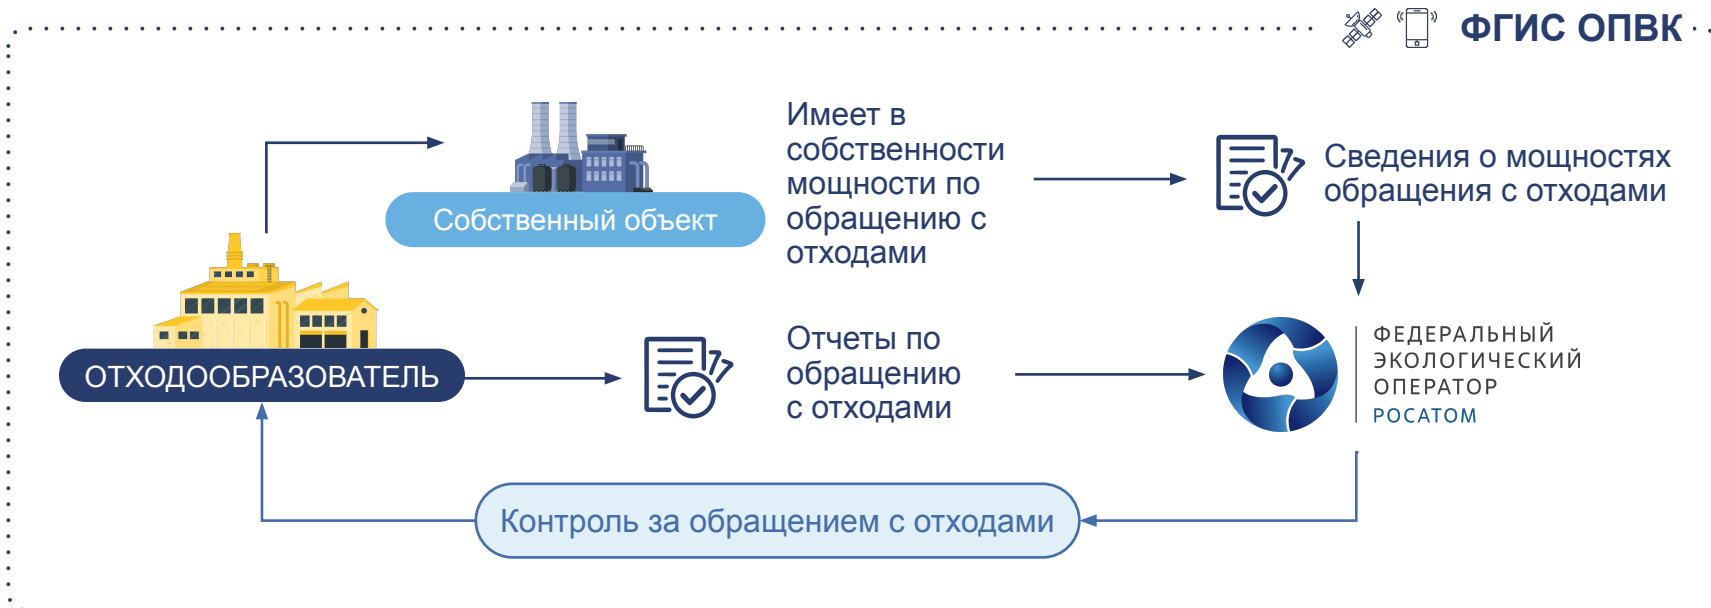 ФГИС ОПВК
Имеет в
собственности
мощности по
обращению с
отходами
Собственный объект
Сведения о мощностях
обращения с отходами
ОТХОДООБРАЗОВАТЕЛЬ
Отчеты по
обращению
с отходами
ФЕДЕРАЛЬНЫЙ
ЭКОЛОГИЧЕСКИЙ
ОПЕРАТОР
РОСАТОМ
Контроль за обращением с отходами